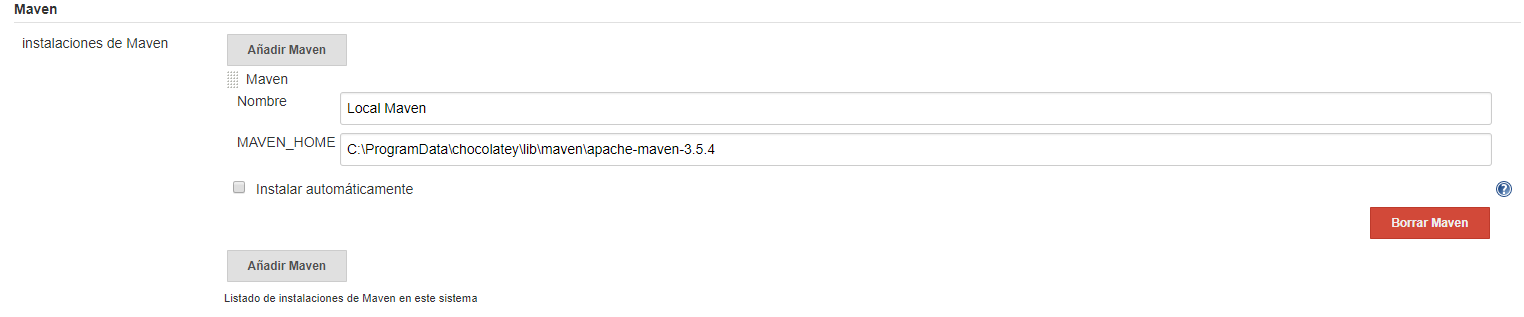 Maven
instalaciones de Maven
Añadir Maven
Maven
Nombre
Local Maven
MAVEN_HOME
C:\ProgramData\chocolatey\lib\maven\apache-maven-3.5.4
Instalar automáticamente
?
Borrar Maven
Añadir Maven
Listado de instalaciones de Maven en este sistema